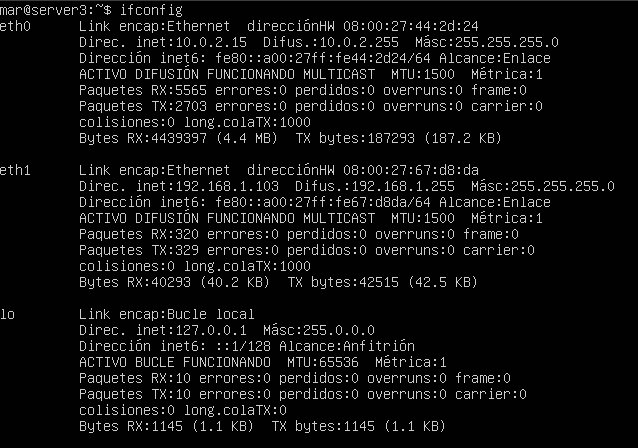 mar@server3:~$ ifconfig
eth0      Link encap:Ethernet  direcciónHW 08:00:27:44:2d:24
          Direc. inet:10.0.2.15  Difus.:10.0.2.255  Másc:255.255.255.0
          Dirección inet6: fe80::a00:27ff:fe44:2d24/64 Alcance:Enlace
          ACTIVO DIFUSIÓN FUNCIONANDO MULTICAST  MTU:1500  Métrica:1
          Paquetes RX:5565 errores:0 perdidos:0 overruns:0 frame:0
          Paquetes TX:2703 errores:0 perdidos:0 overruns:0 carrier:0
          colisiones:0 long.colaTX:1000
          Bytes RX:4439397 (4.4 MB)  TX bytes:187293 (187.2 KB)
eth1      Link encap:Ethernet  direcciónHW 08:00:27:67:d8:da
          Direc. inet:192.168.1.103  Difus.:192.168.1.255  Másc:255.255.255.0
          Dirección inet6: fe80::a00:27ff:fe67:d8da/64 Alcance:Enlace
          ACTIVO DIFUSIÓN FUNCIONANDO MULTICAST  MTU:1500  Métrica:1
          Paquetes RX:320 errores:0 perdidos:0 overruns:0 frame:0
          Paquetes TX:329 errores:0 perdidos:0 overruns:0 carrier:0
          colisiones:0 long.colaTX:1000
          Bytes RX:40293 (40.2 KB)  TX bytes:42515 (42.5 KB)
lo        Link encap:Bucle local
          Direc. inet:127.0.0.1  Másc:255.0.0.0
          Dirección inet6: ::1/128 Alcance:Anfitrión
          ACTIVO BUCLE FUNCIONANDO  MTU:65536  Métrica:1
          Paquetes RX:10 errores:0 perdidos:0 overruns:0 frame:0
          Paquetes TX:10 errores:0 perdidos:0 overruns:0 carrier:0
          colisiones:0 long.colaTX:0
          Bytes RX:1145 (1.1 KB)  TX bytes:1145 (1.1 KB)